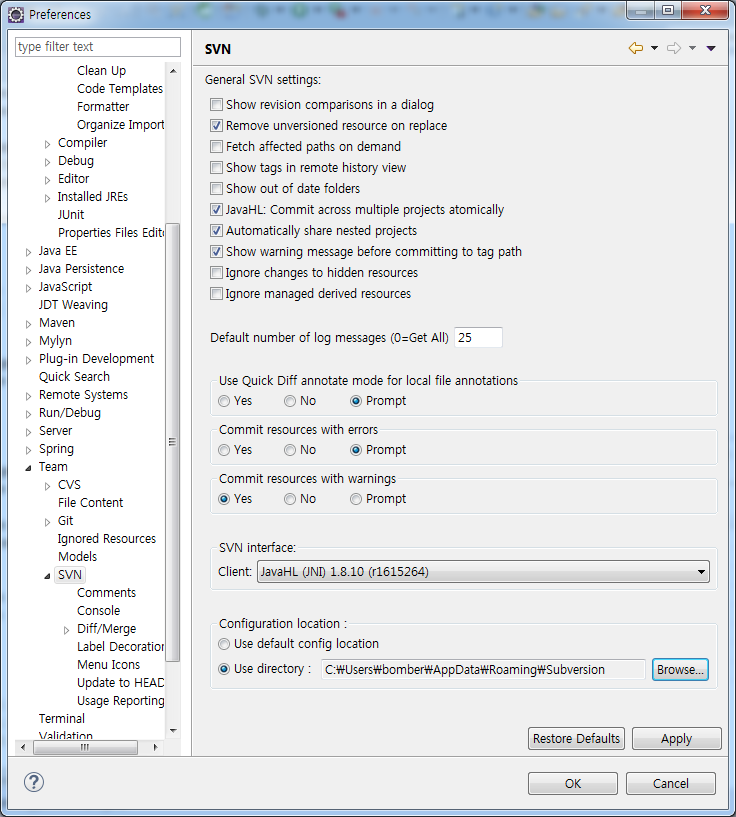 Preferences
type filter text
Clean Up
Code Templates
Formatter
Organize Import
Compiler
Debug
Editor
Installed JREs
JUnit
Properties Files Edito
Java EE
Java Persistence
JavaScript
JDT Weaving
Maven
Mylyn
Plug-in Development
Quick Search
Remote Systems
Run/Debug
Server
Spring
Team
CVS
File Content
Git
Ignored Resources
Models
SVN
Comments
Console
Diff/Merge
Label Decoration
Menu Icons
Update to HEAD
Usage Reporting
Terminal
Validation
SVN
General SVN settings:
Show revision comparisons in a dialog
Remove unversioned resource on replace
Fetch affected paths on demand
Show tags in remote history view
Show out of date folders
JavaHL: Commit across multiple projects atomically
Automatically share nested projects
Show warning message before committing to tag path
Ignore changes to hidden resources
Ignore managed derived resources
Default number of log messages (0=Get All) 25
Use Quick Diff annotate mode for local file annotations
Yes No Prompt
Commit resources with errors
Yes No Prompt
Commit resources with warnings
Yes No Prompt
SVN interface:
Client: JavaHL (JNI) 1.8.10 (r1615264)
Configuration location :
Use default config location
Use directory : C:₩Users₩bomber₩AppData₩Roaming₩Subversion Browse...
Restore Defaults Apply
OK Cancel